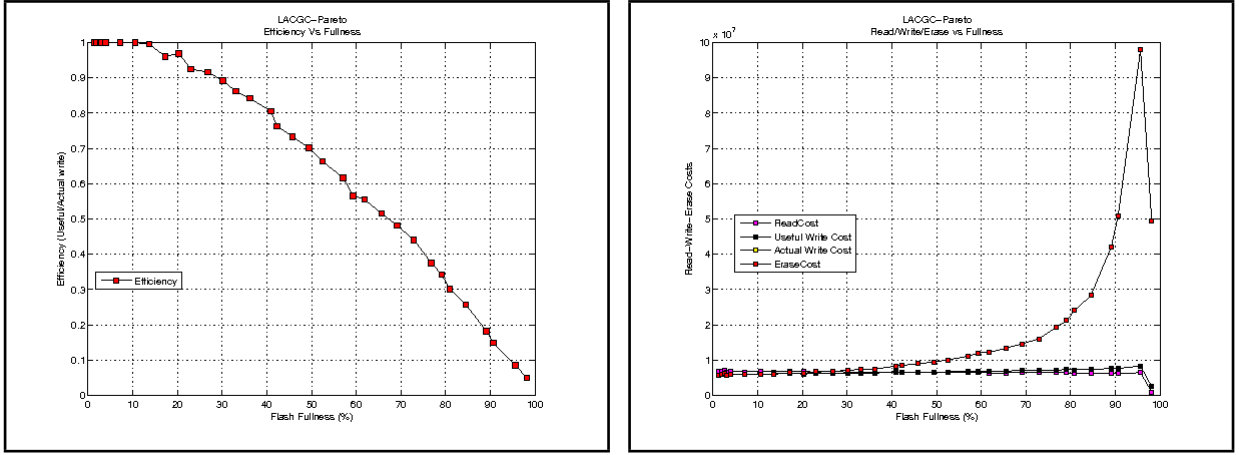 LACGC-Pareto
Efficiency Vs Fullness
Efficiency (Useful/Actual write)
1
0.9
0.8
0.7
0.6
0.5
0.4
0.3
0.2
0.1
0
Efficiency
0 10 20 30 40 50 60 70 80 90 100
Flash Fullness (%)
LACGC-Pareto
Read/Write/Erase vs Fullness
x 10^7
Read-Write-Erase Costs
10
9
8
7
6
5
4
3
2
1
0
ReadCost
Useful Write Cost
Actual Write Cost
EraseCost
0 10 20 30 40 50 60 70 80 90 100
Flash Fullness (%)